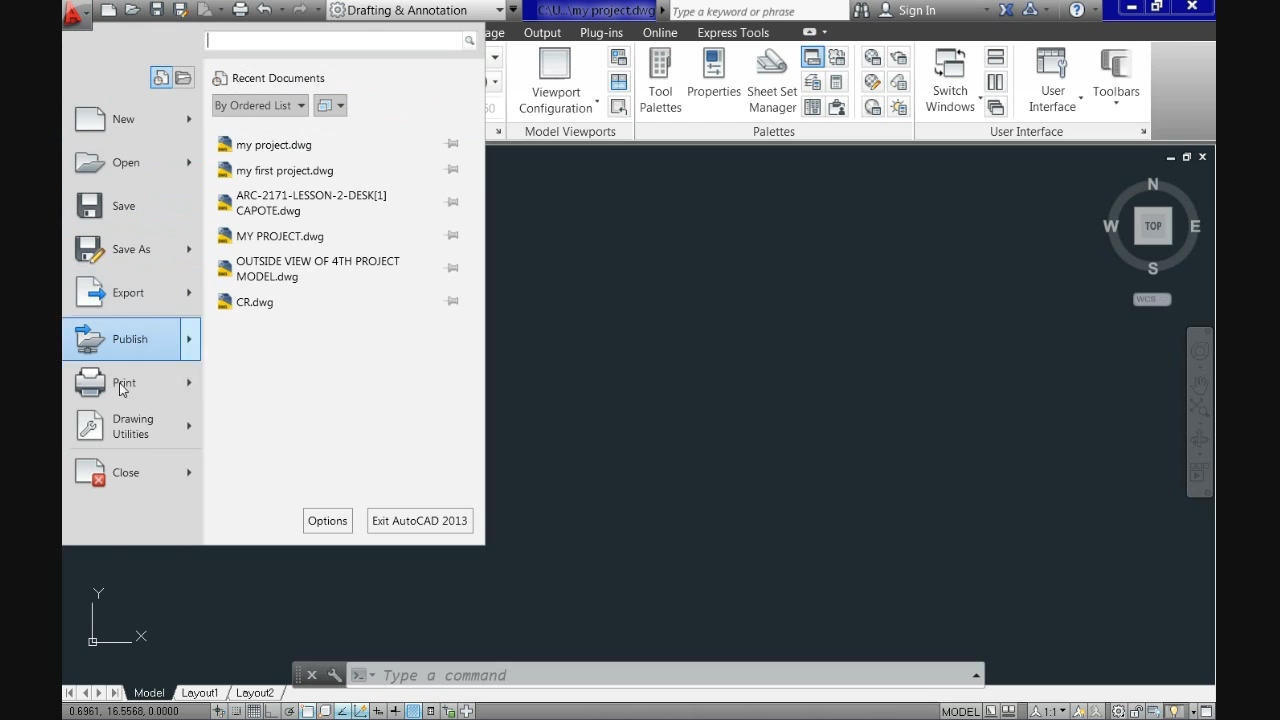 Drafting & Annotation
C:\U...\my project.dwg
Type a keyword or phrase
Sign In
age
Output
Plug-ins
Online
Express Tools
Recent Documents
By Ordered List
New
Open
Save
Save As
Export
Publish
Print
Drawing
Utilities
Close
my project.dwg
my first project.dwg
ARC-2171-LESSON-2-DESK[1]
CAPOTE.dwg
MY PROJECT.dwg
OUTSIDE VIEW OF 4TH PROJECT
MODEL.dwg
CR.dwg
Options
Exit AutoCAD 2013
50
Viewport
Configuration
Model Viewports
Tool
Palettes
Properties
Sheet Set
Manager
Palettes
Switch
Windows
User
Interface
Toolbars
User Interface
N
W
TOP
E
S
WCS
Y
X
Type a command
Model
Layout1
Layout2
0.6961, 16.5568, 0.0000
MODEL
1:1